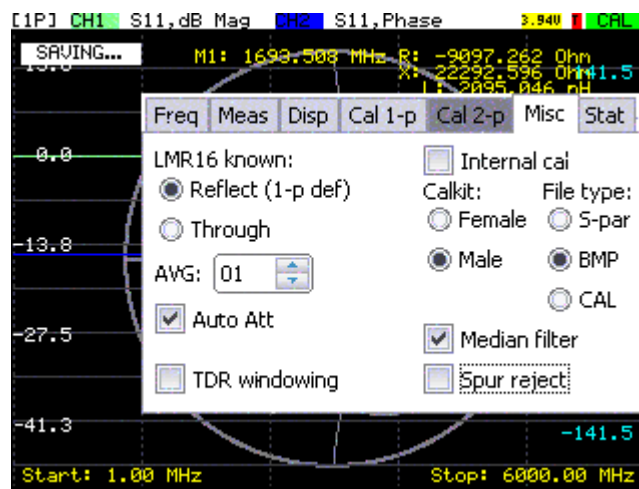 [1P] CH1 S11,dB Mag CH2 S11,Phase 3.94V T CAL
SAVING...
M1: 1693.508 MHz R: -9097.262 Ohm
X: 22292.596 Ohm
141.5
L: 2095.046 nH
Freq Meas Disp Cal 1-p Cal 2-p Misc Stat
0.0
LMR16 known:
Internal cal
Reflect (1-p def)
Calkit: File type:
Through
Female S-par
-13.8
Male BMP
AVG: 01
CAL
Auto Att
-27.5
Median filter
TDR windowing
Spur reject
-41.3
-141.5
Start: 1.00 MHz Stop: 6000.00 MHz